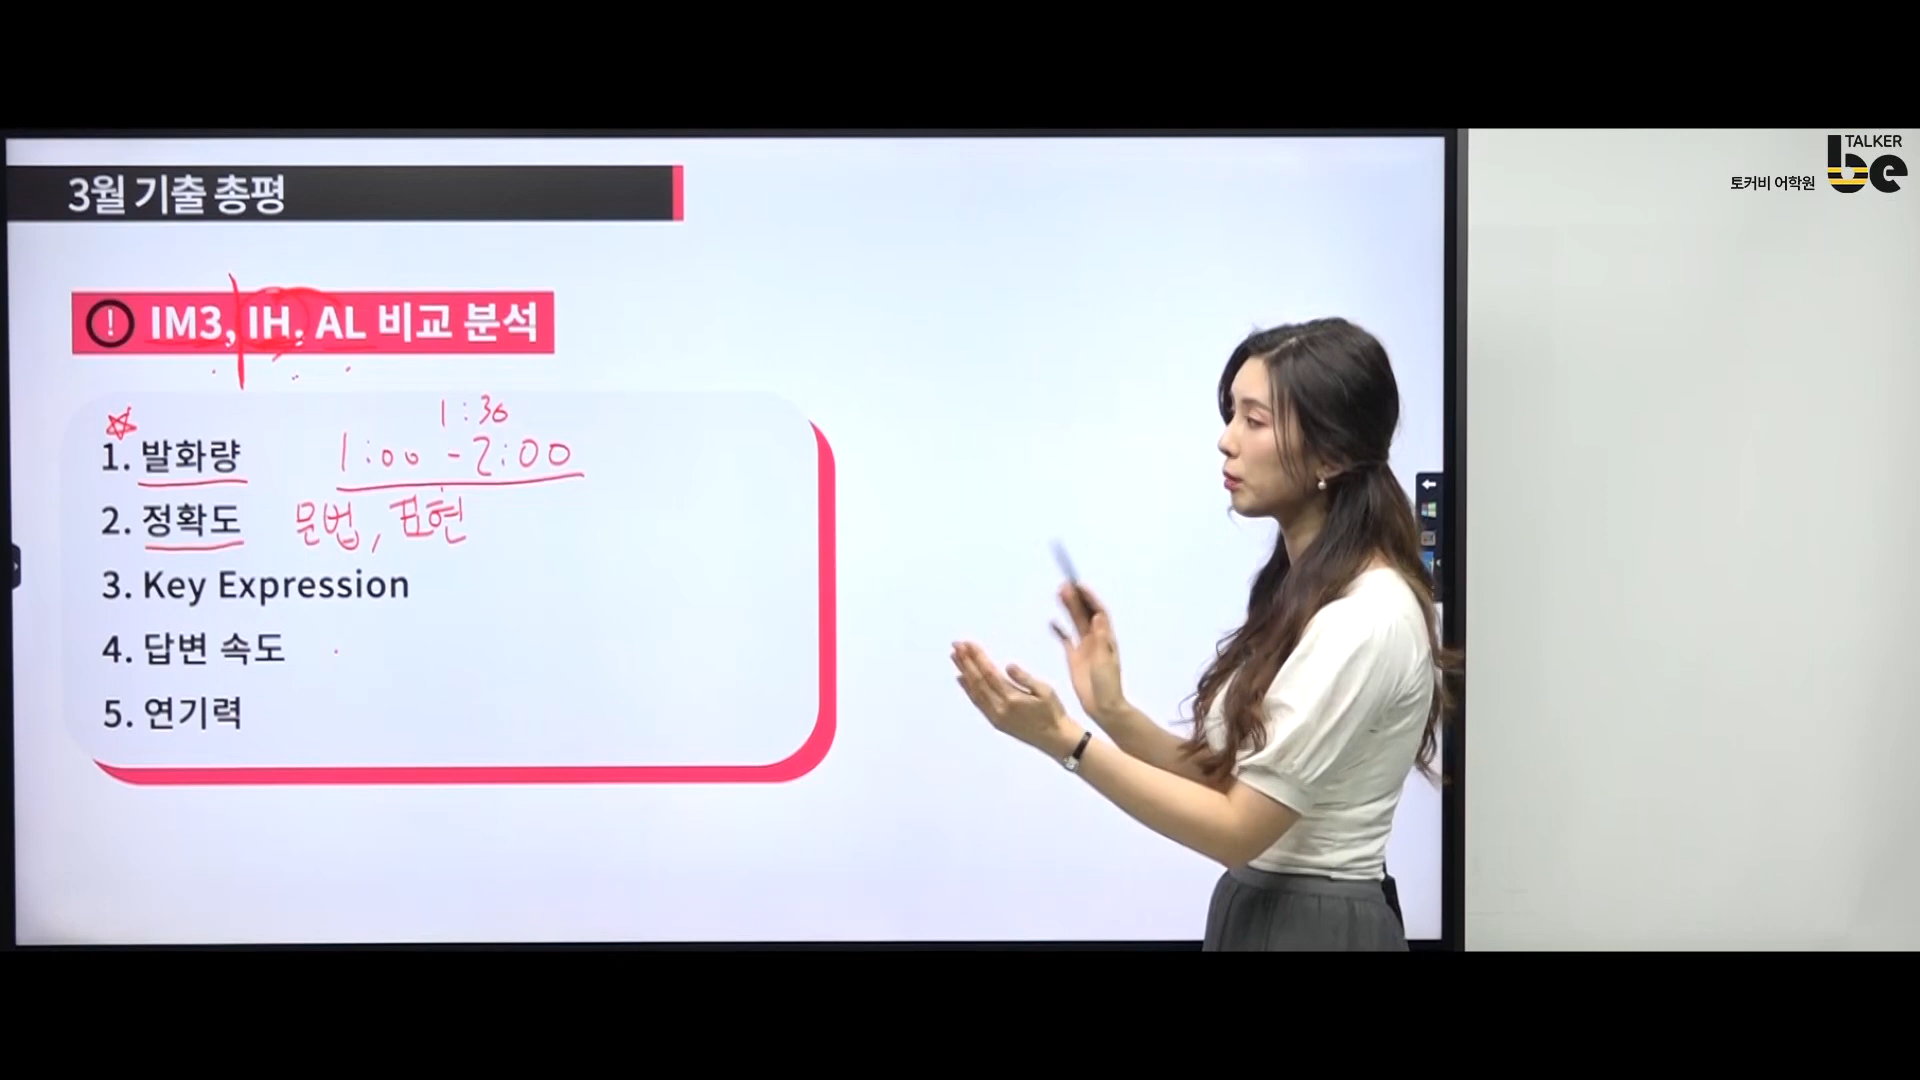 TALKER
be
토커비 어학원
3월 기출 총평
! IM3, IH, AL 비교 분석
1:30
1. 발화량 1:00 - 2:00
2. 정확도 문법, 표현
3. Key Expression
4. 답변 속도
5. 연기력